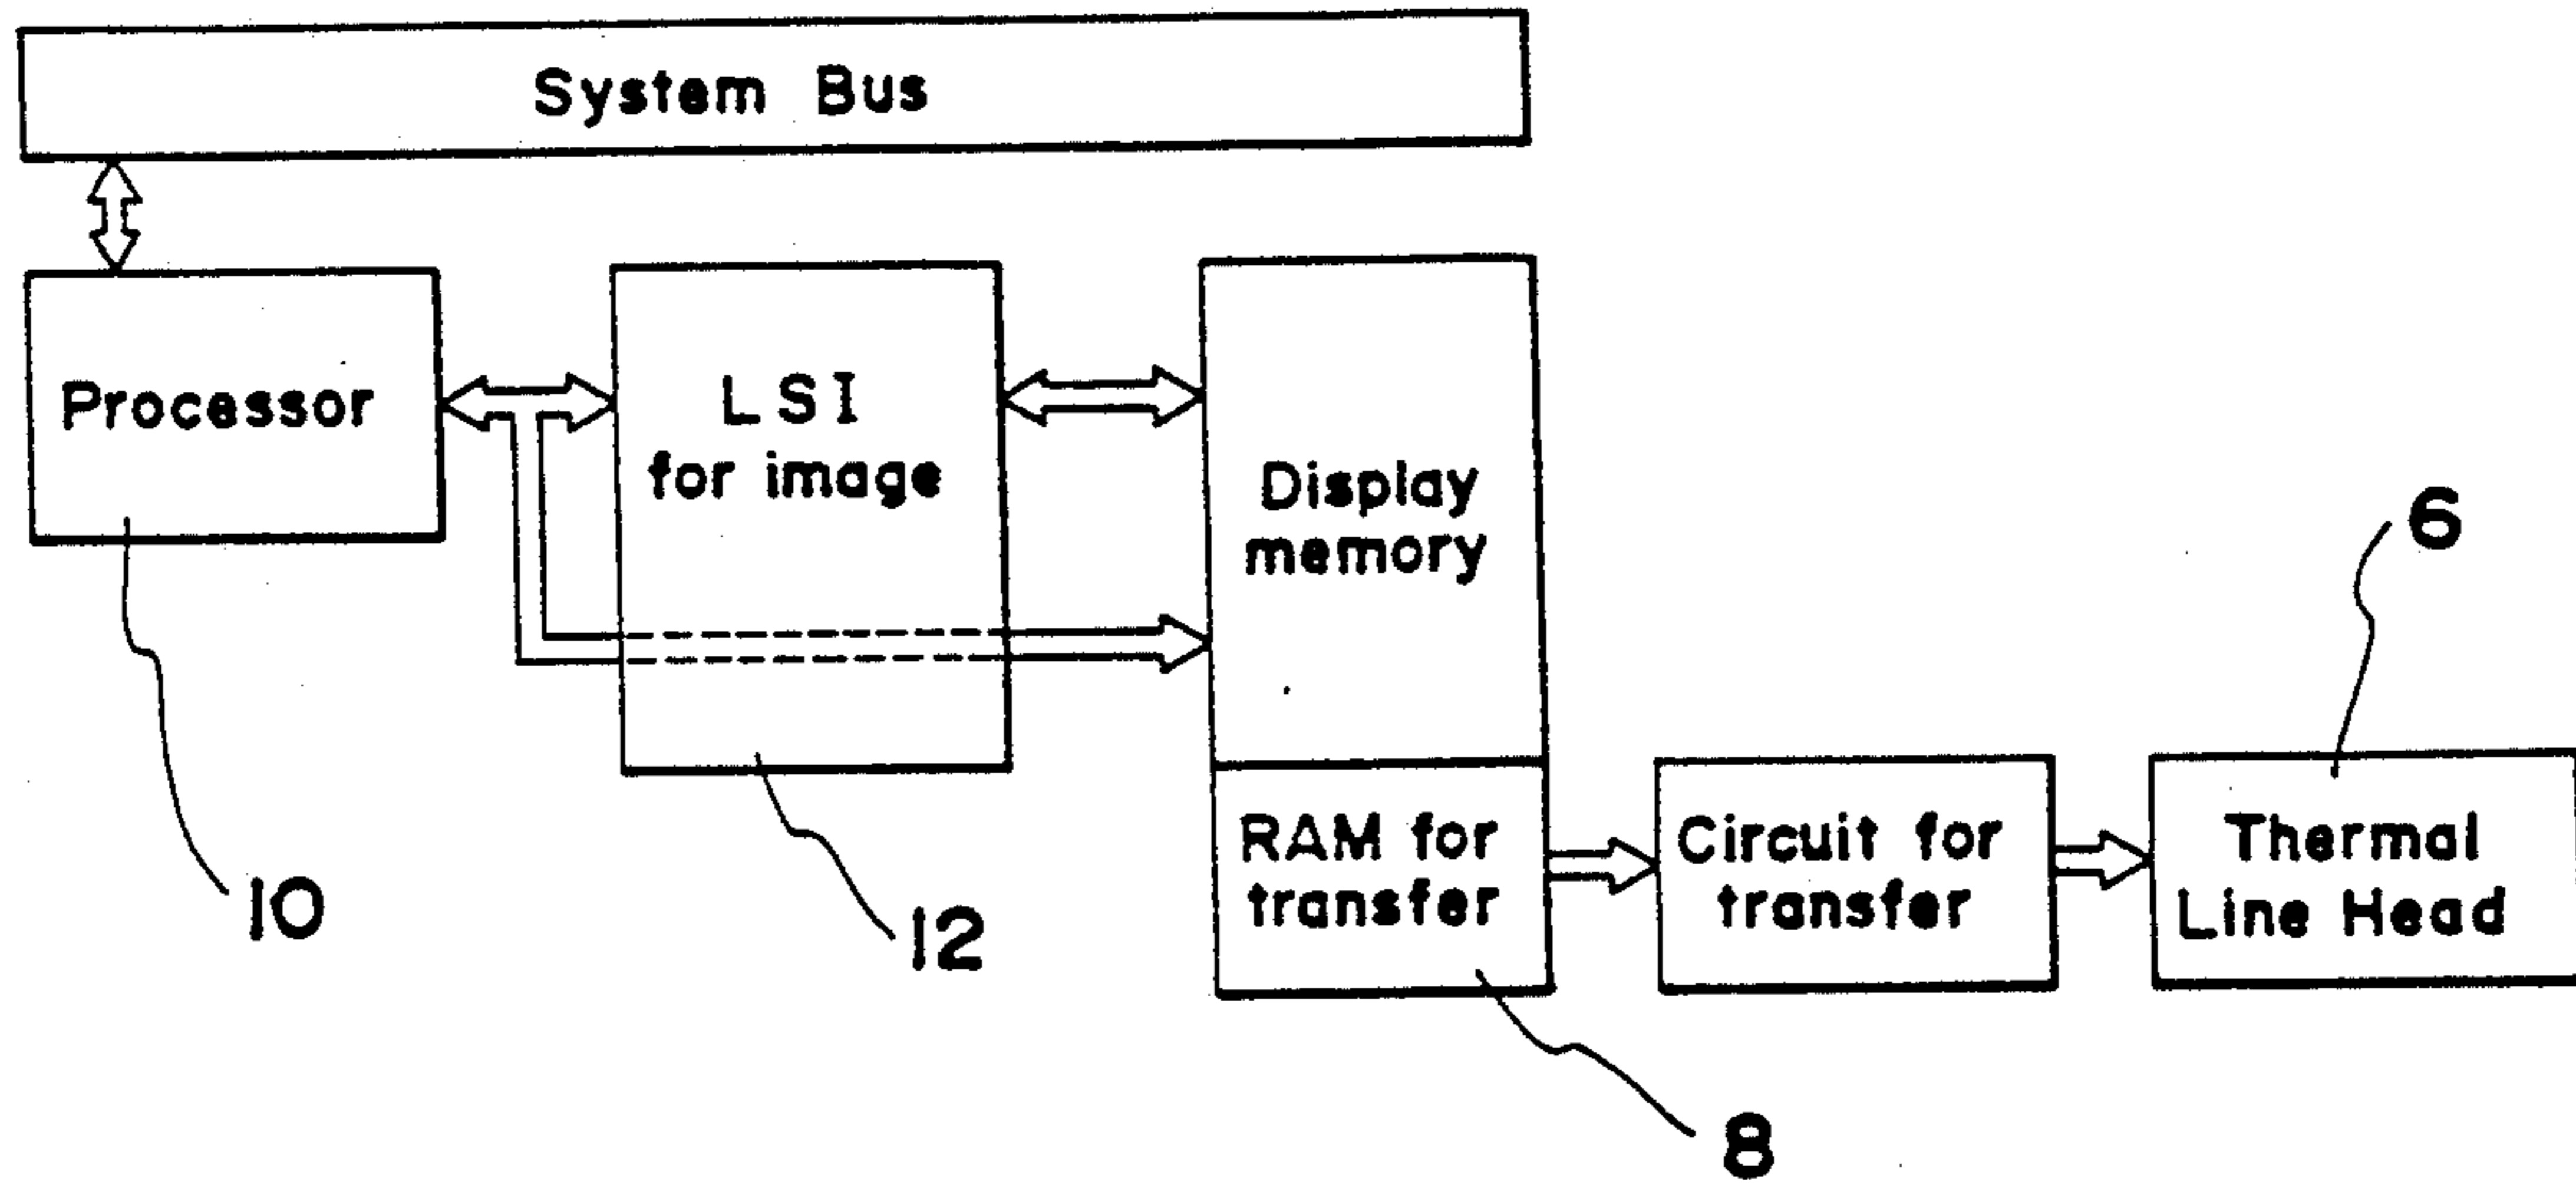 System Bus
Processor
LSI
for image
Display
memory
6
RAM for
transfer
Circuit for
transfer
Thermal
Line Head
10
12
8